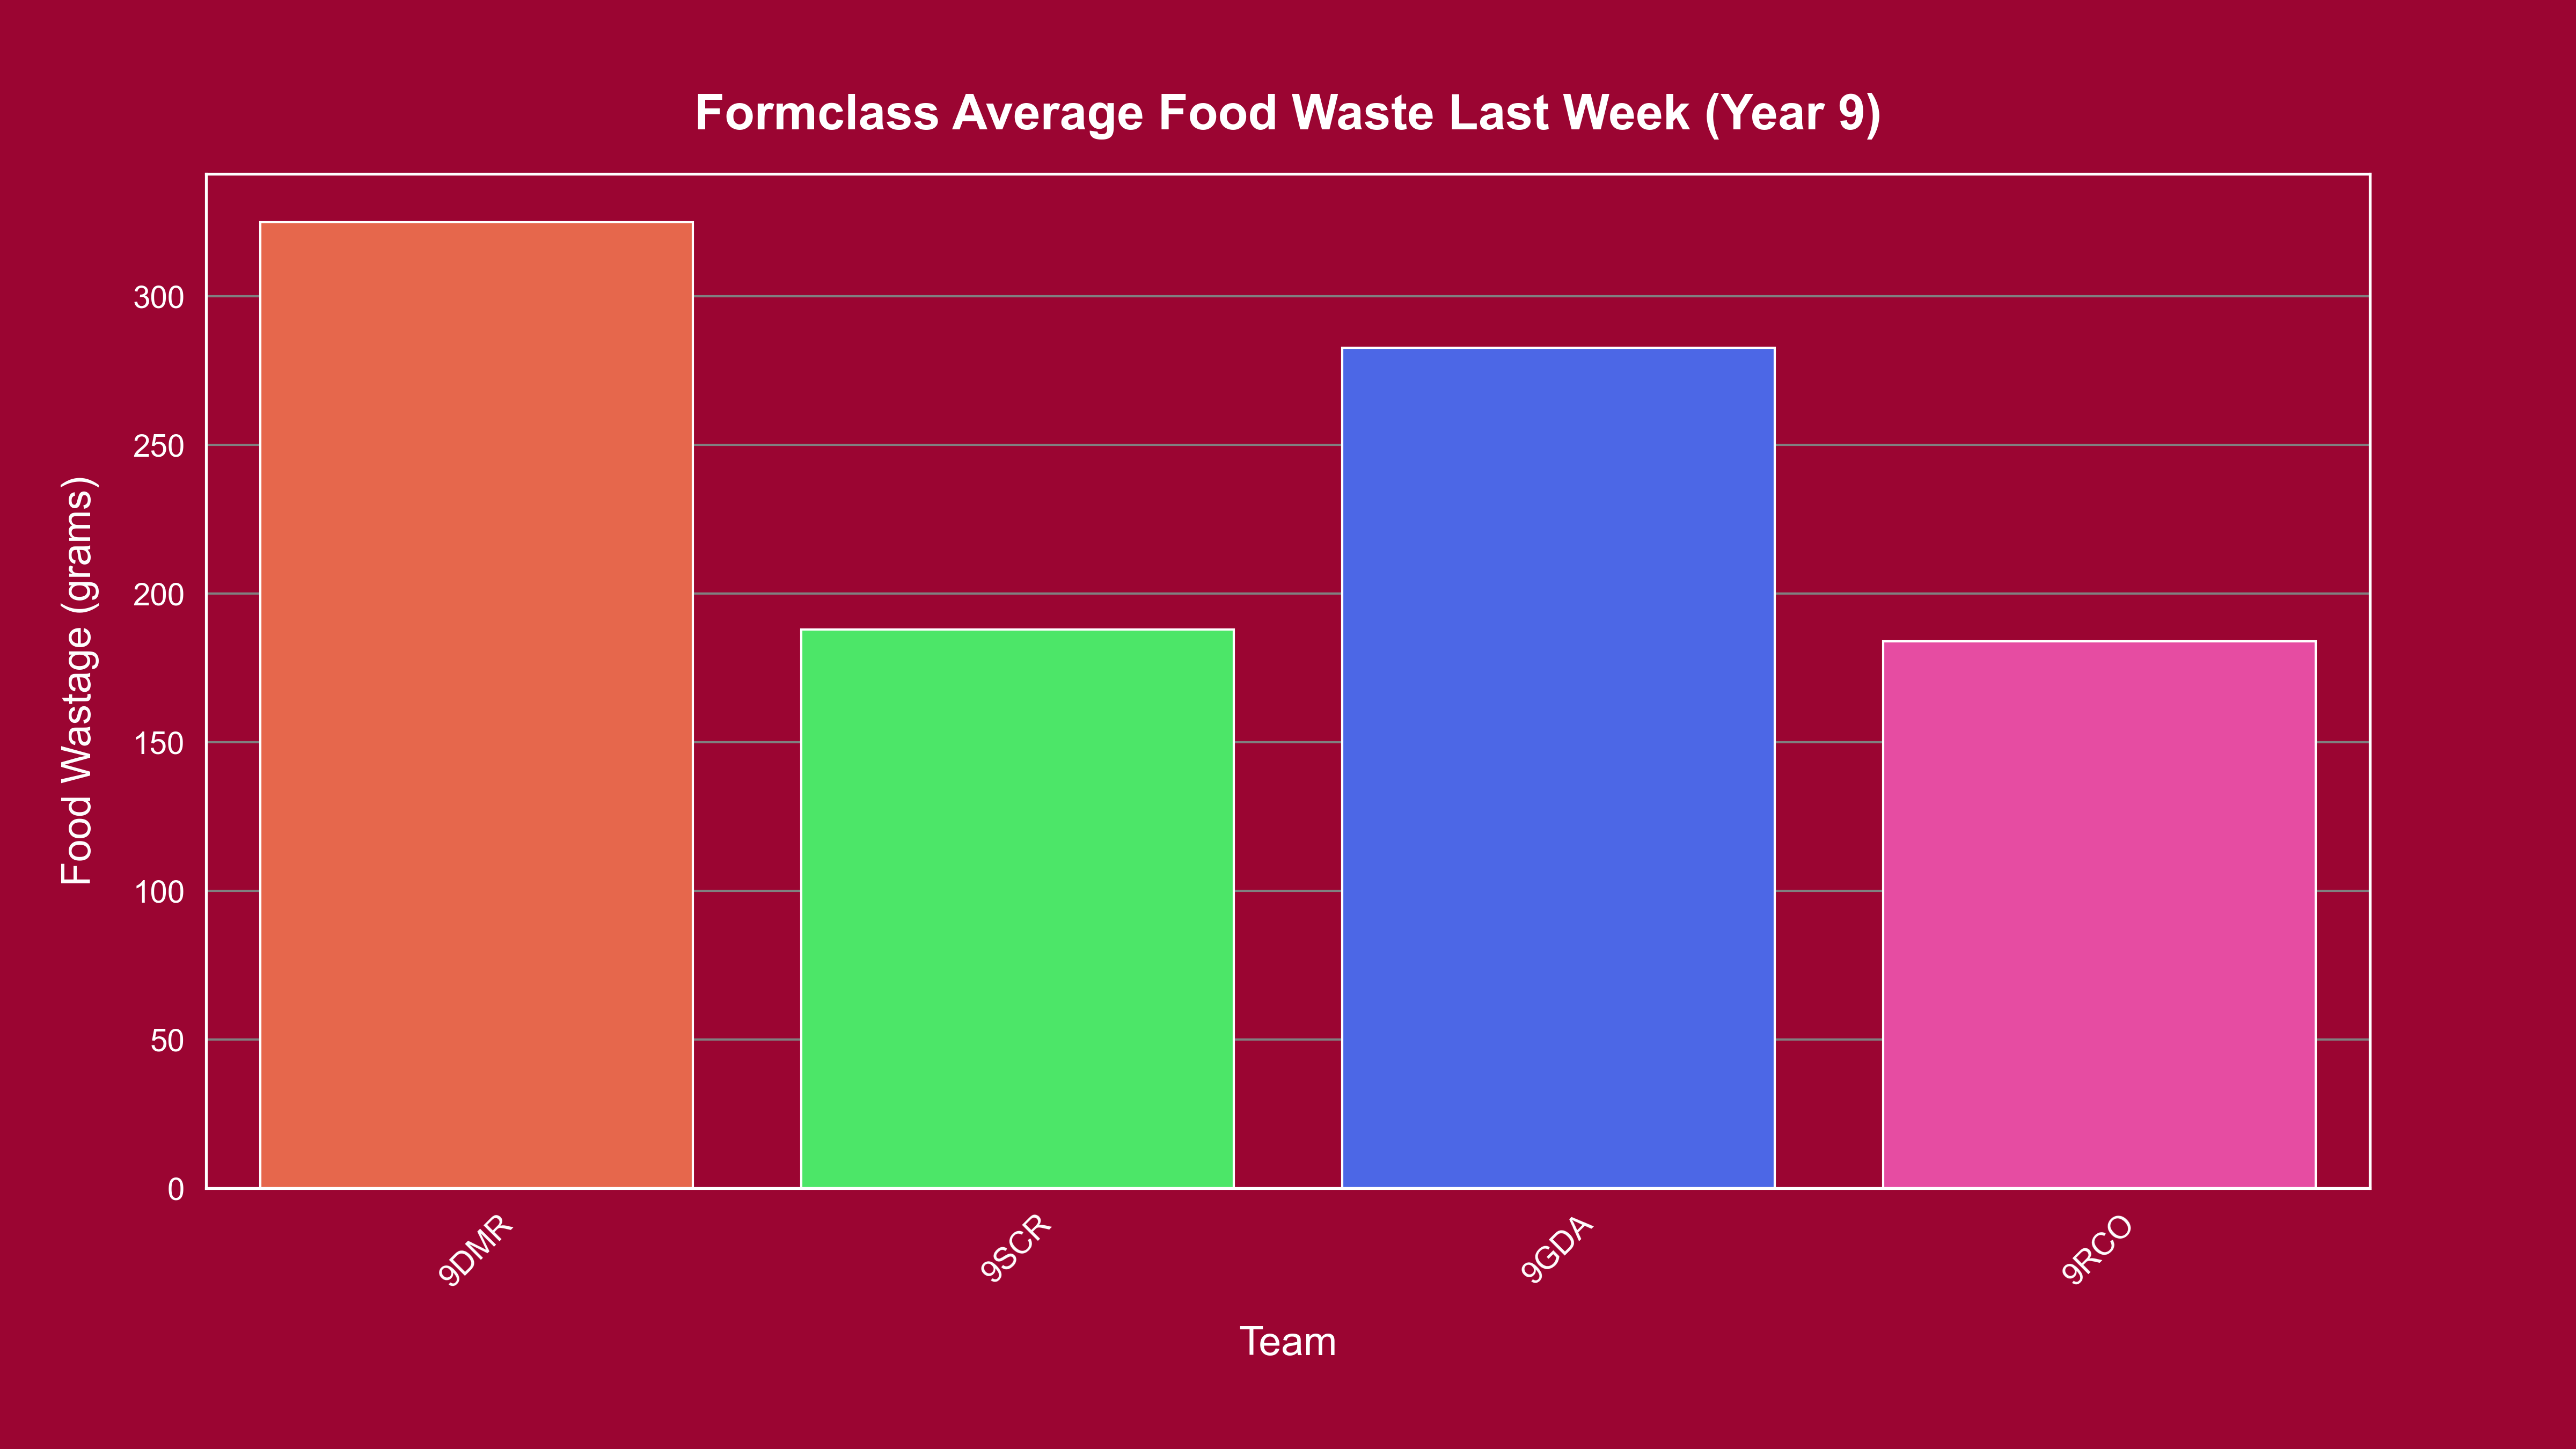 Formclass Average Food Waste Last Week (Year 9)
Food Wastage (grams)
300
250
200
150
100
50
0
9DMR
9SCR
9GDA
9RCO
Team